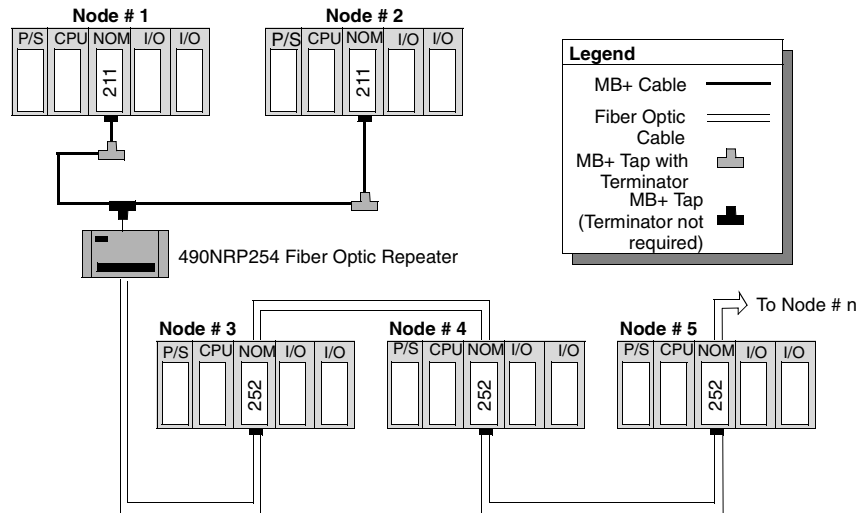 Node # 1
P/S CPU NOM I/O I/O
211
Node # 2
P/S CPU NOM I/O I/O
211
Legend
MB+ Cable
Fiber Optic
Cable
MB+ Tap with
Terminator
MB+ Tap
(Terminator not
required)
490NRP254 Fiber Optic Repeater
To Node # n
Node # 3
P/S CPU NOM I/O I/O
252
Node # 4
P/S CPU NOM I/O I/O
252
Node # 5
P/S CPU NOM I/O I/O
252